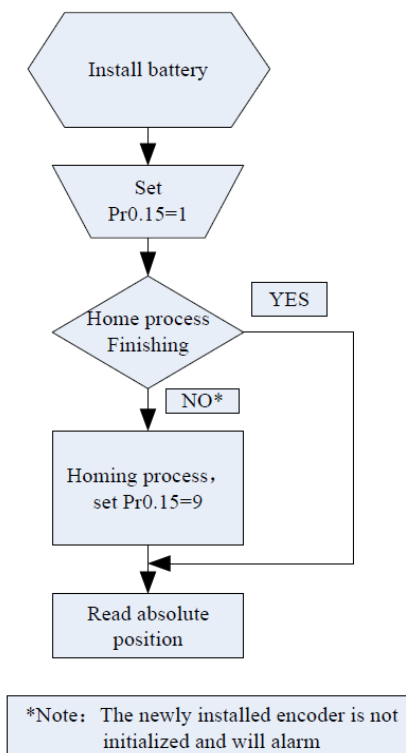 Install battery
Set
Pr0.15=1
Home process
Finishing
YES
NO*
Homing process,
set Pr0.15=9
Read absolute
position
*Note：The newly installed encoder is not
initialized and will alarm